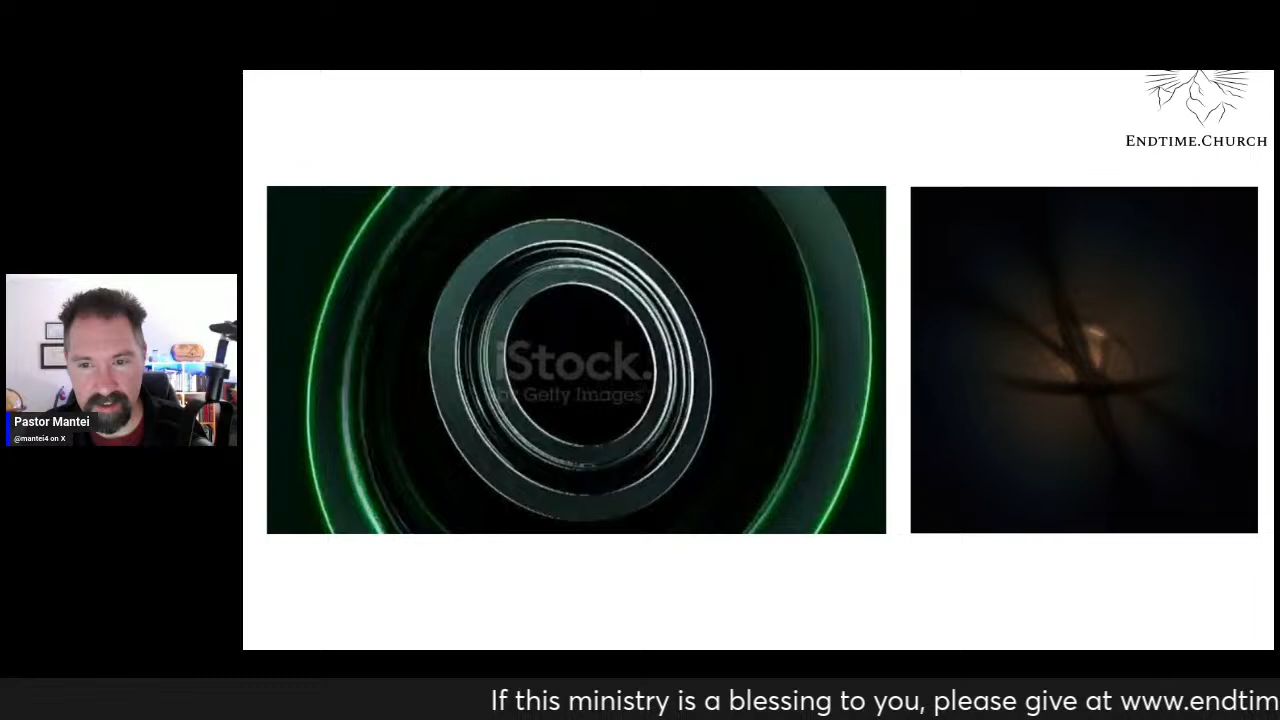 ENDTIME.CHURCH
iStock.
by Getty Images
Pastor Mantei
@mantei4 on X
If this ministry is a blessing to you, please give at www.endtim